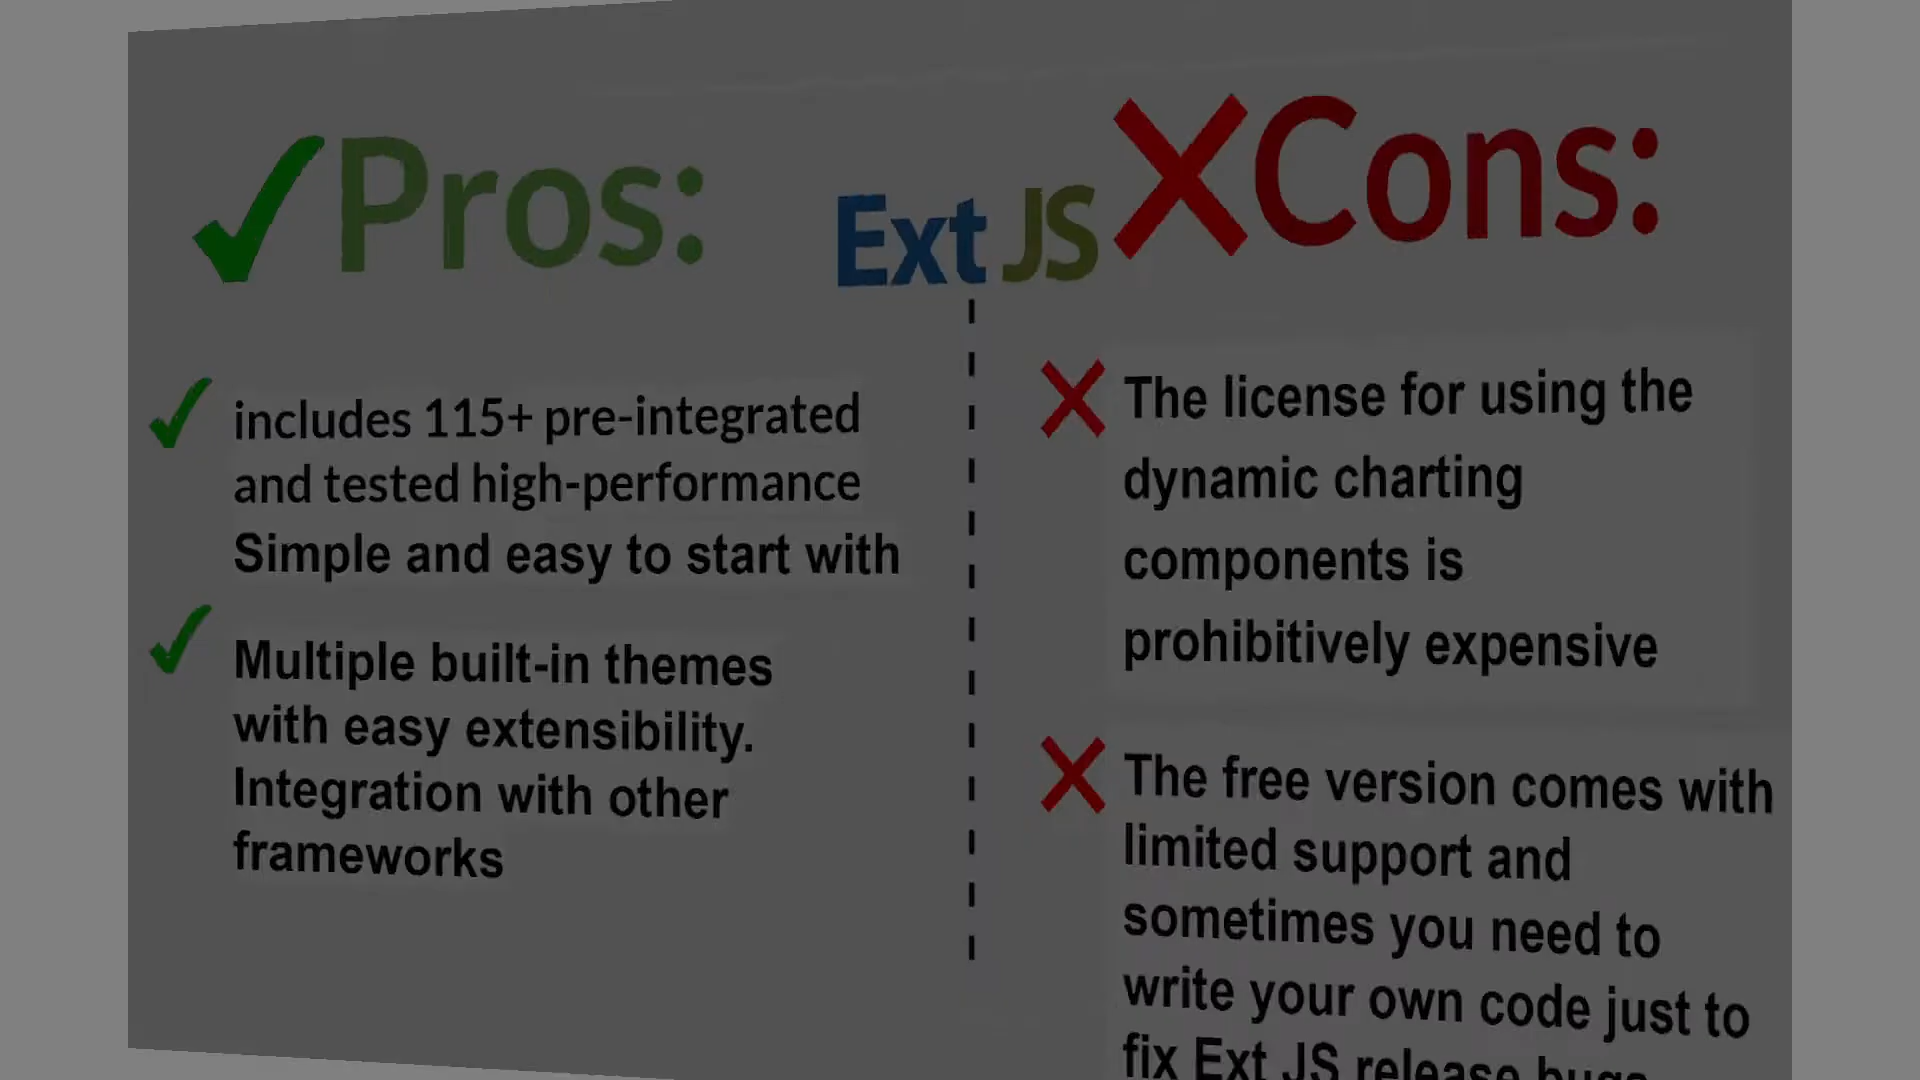 ✓Pros:
Ext JS
includes 115+ pre-integrated
and tested high-performance
Simple and easy to start with
Multiple built-in themes
with easy extensibility.
Integration with other
frameworks
XCons:
The license for using the
dynamic charting
components is
prohibitively expensive
The free version comes with
limited support and
sometimes you need to
write your own code just to
fix Ext JS release bugs